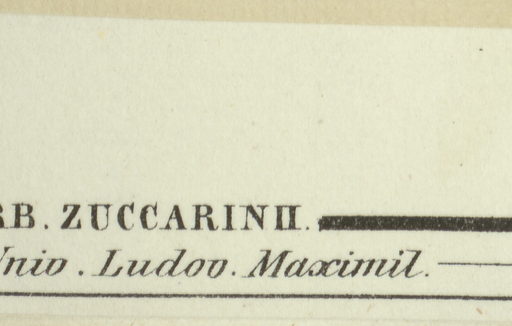 RB. ZUCCARINII.
Univ. Ludov. Maximil.